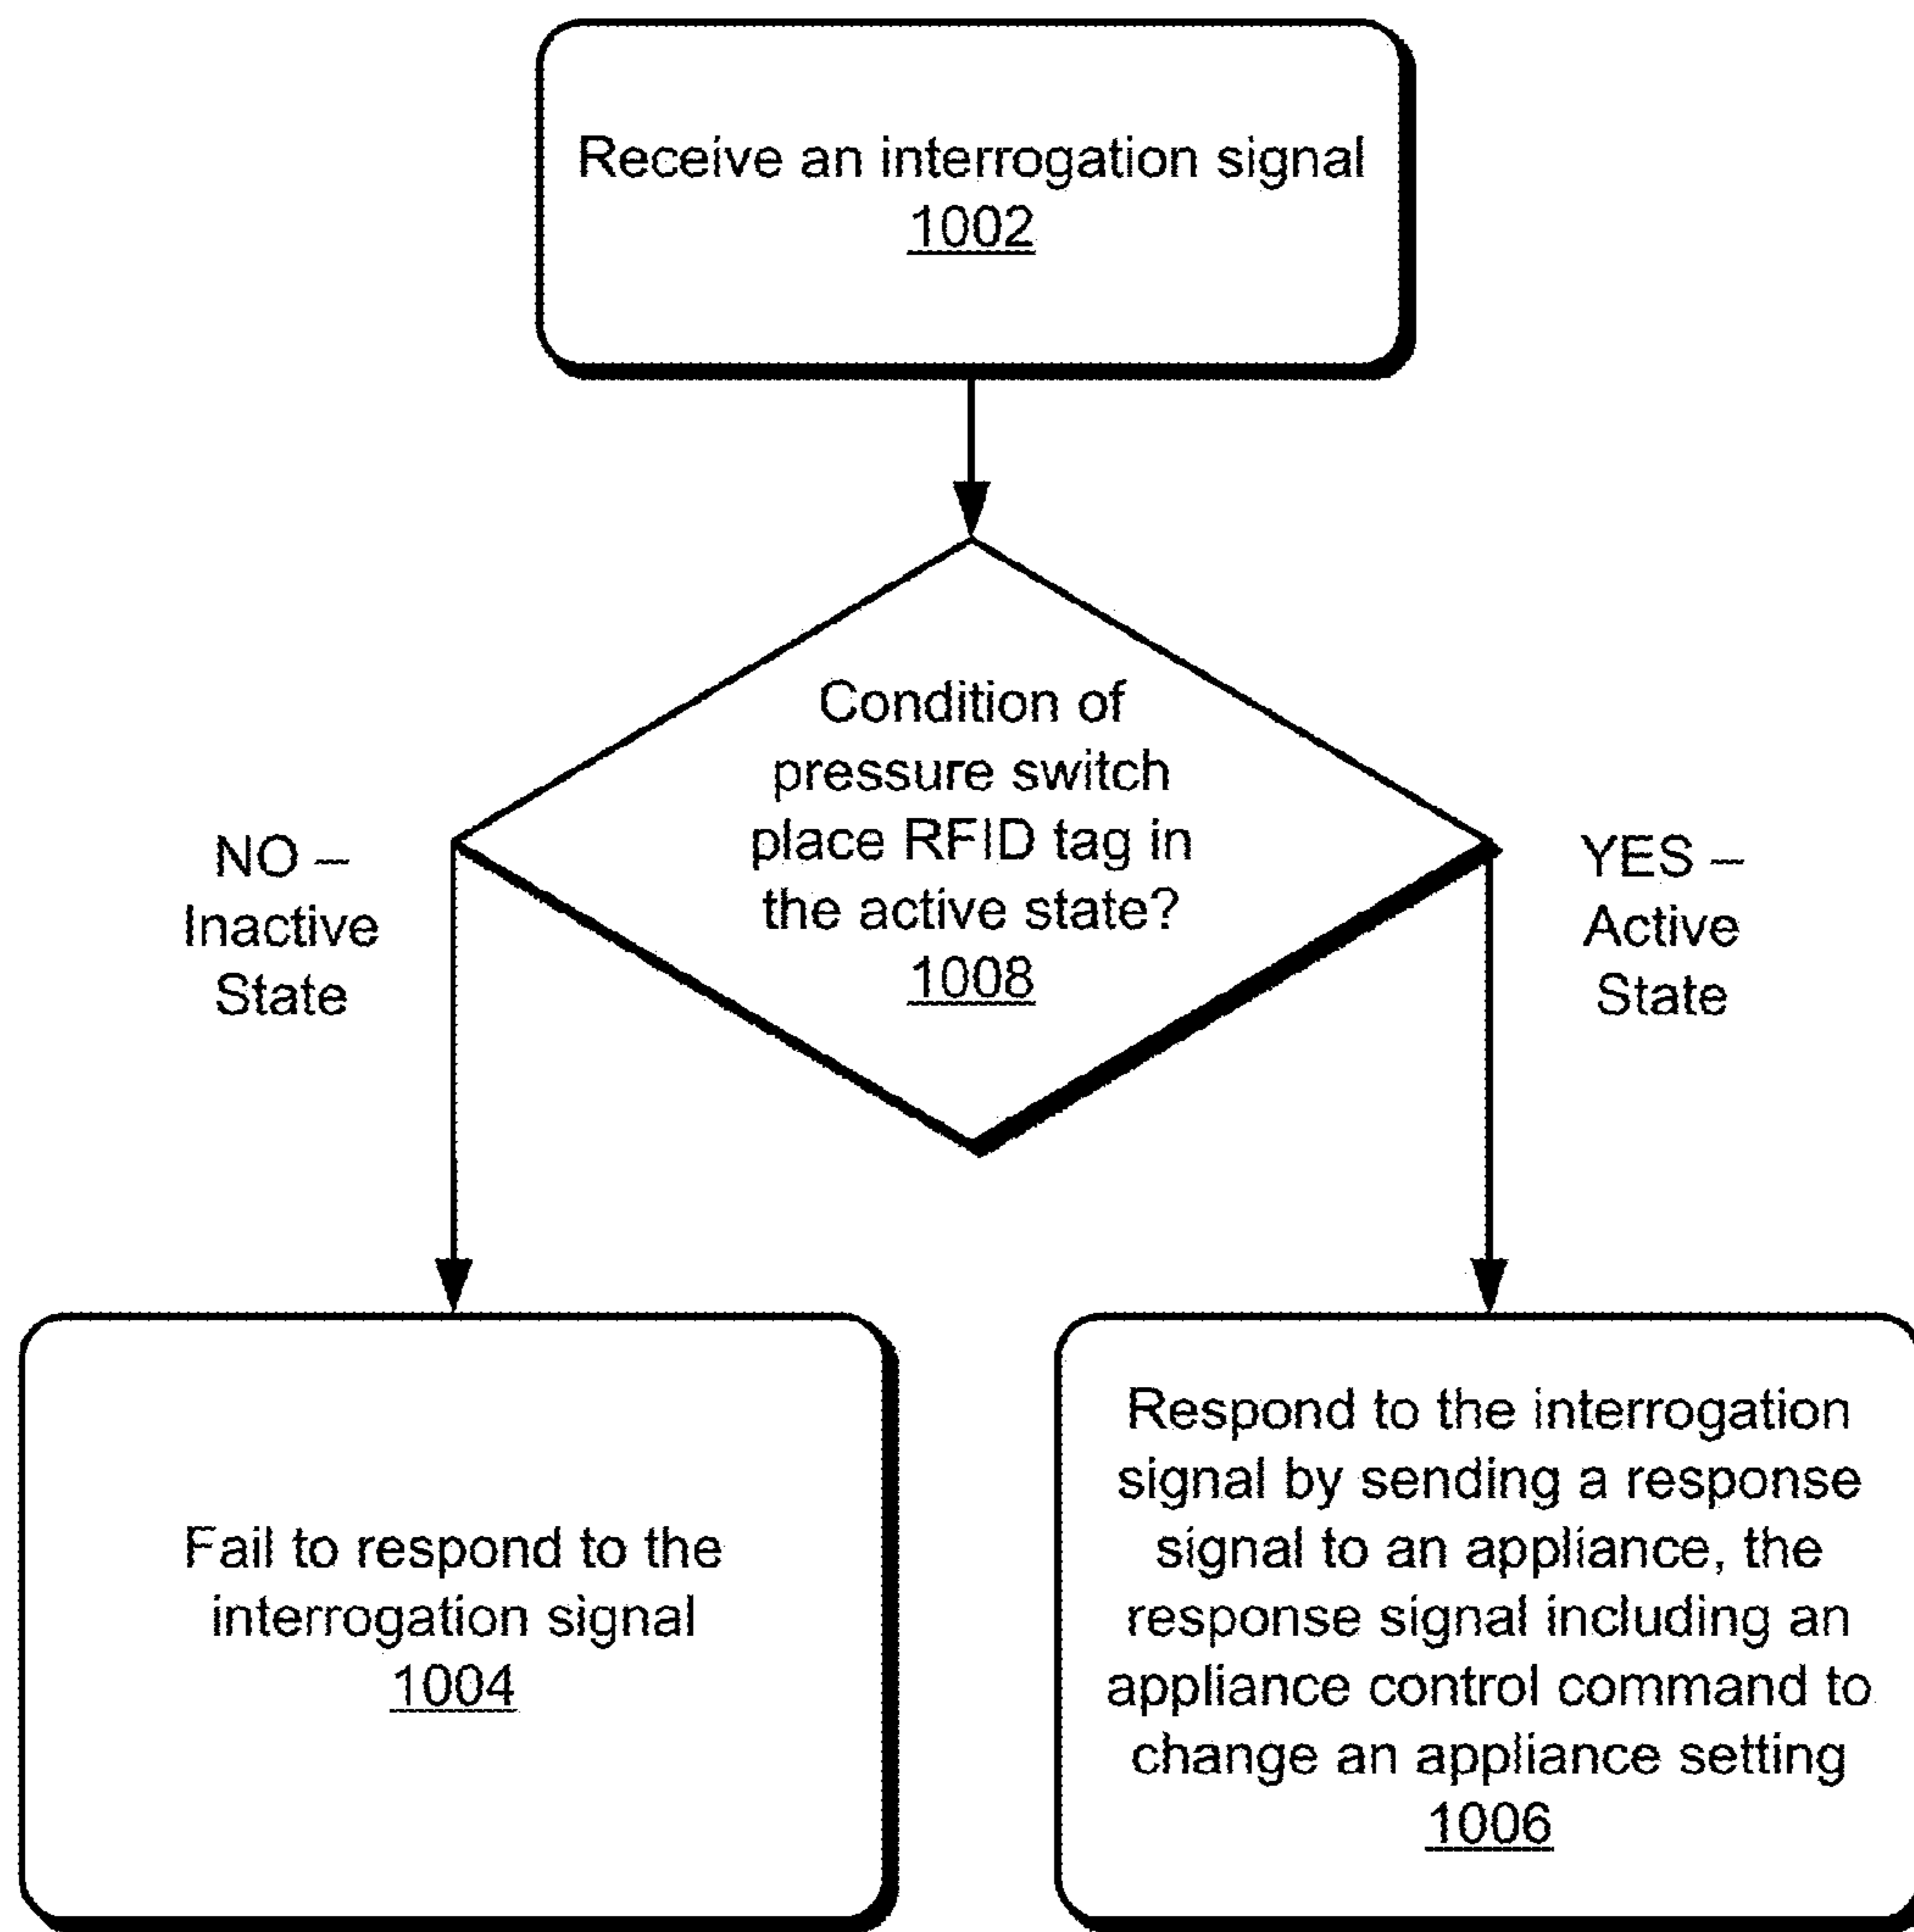 Receive an interrogation signal
1002
Condition of
pressure switch
place RFID tag in
the active state?
1008
NO –
Inactive
State
YES –
Active
State
Fail to respond to the
interrogation signal
1004
Respond to the interrogation
signal by sending a response
signal to an appliance, the
response signal including an
appliance control command to
change an appliance setting
1006